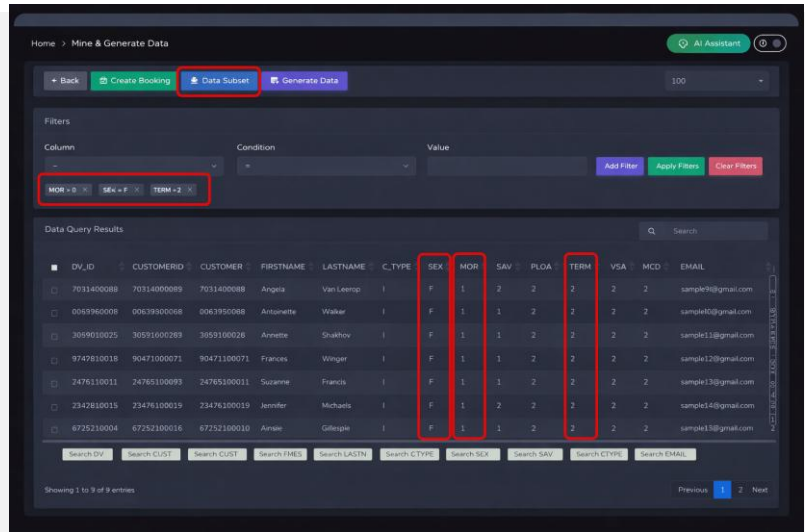 Home > Mine & Generate Data
AI Assistant
← Back Create Booking Data Subset Generate Data 100
Filters
Column Condition Value
– = Add Filter Apply Filters Clear Filters
MOR > 0 × SEX = F × TERM =2 ×
Data Query Results Search
DV_ID CUSTOMERID CUSTOMER FIRSTNAME LASTNAME C_TYPE SEX MOR SAV PLOA TERM VSA MCD EMAIL
7031400088 70314000009 7031400088 Angela Van Leerop I F 1 2 2 2 2 2 sample9@gmail.com
0063960008 00639300068 0063950088 Antoinette Walker I F 1 1 2 2 2 2 sample10@gmail.com
3059010025 30591600289 3059100028 Annette Shakhov I F 1 1 2 2 2 2 sample11@gmail.com
9742810018 90471000071 90471100071 Frances Winger I F 1 1 2 2 2 2 sample12@gmail.com
2476110011 24765100093 24765100011 Suzanne Francis I F 1 1 2 2 2 2 sample13@gmail.com
2342810015 23476100019 23476100019 Jennifer Michaels I F 1 2 2 2 2 2 sample14@gmail.com
6725210004 67252100016 67252100010 Ainsie Gillespie I F 1 1 2 2 2 2 sample15@gmail.com 2
Search DV Search CUST Search CUST Search FMES Search LASTN Search CTYPE Search SEX Search SAV Search CTYPE Search EMAIL
Showing 1 to 9 of 9 entries Previous 1 2 Next